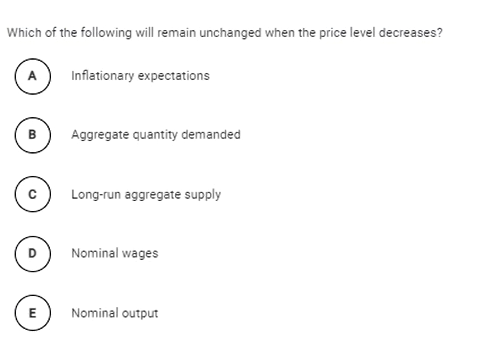 Which of the following will remain unchanged when the price level decreases?
A Inflationary expectations
B Aggregate quantity demanded
C Long-run aggregate supply
D Nominal wages
E Nominal output